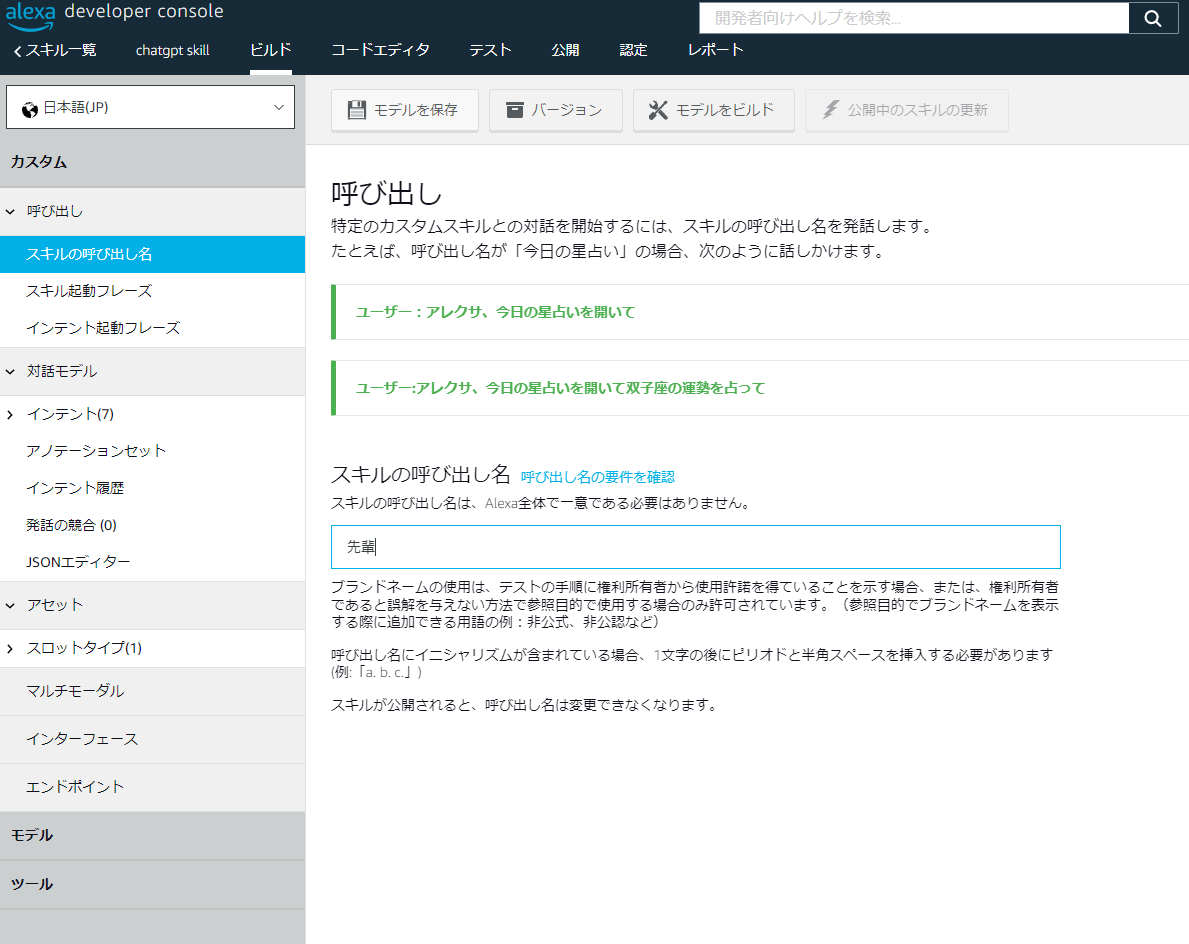 alexa developer console
開発者向けヘルプを検索...
スキル一覧 chatgpt skill ビルド コードエディタ テスト 公開 認定 レポート
日本語(JP)
モデルを保存 バージョン モデルをビルド 公開中のスキルの更新
カスタム
呼び出し
スキルの呼び出し名
スキル起動フレーズ
インテント起動フレーズ
対話モデル
インテント(7)
アノテーションセット
インテント履歴
発話の競合 (0)
JSONエディター
アセット
スロットタイプ(1)
マルチモーダル
インターフェース
エンドポイント
モデル
ツール
呼び出し
特定のカスタムスキルとの対話を開始するには、スキルの呼び出し名を発話します。
たとえば、呼び出し名が「今日の星占い」の場合、次のように話しかけます。
ユーザー：アレクサ、今日の星占いを開いて
ユーザー:アレクサ、今日の星占いを開いて双子座の運勢を占って
スキルの呼び出し名 呼び出し名の要件を確認
スキルの呼び出し名は、Alexa全体で一意である必要はありません。
先輩
ブランドネームの使用は、テストの手順に権利所有者から使用許諾を得ていることを示す場合、または、権利所有者
であると誤解を与えない方法で参照目的で使用する場合のみ許可されています。（参照目的でブランドネームを表示
する際に追加できる用語の例：非公式、非公認など）
呼び出し名にイニシャリズムが含まれている場合、1文字の後にピリオドと半角スペースを挿入する必要があります
(例:「a. b. c.」)
スキルが公開されると、呼び出し名は変更できなくなります。